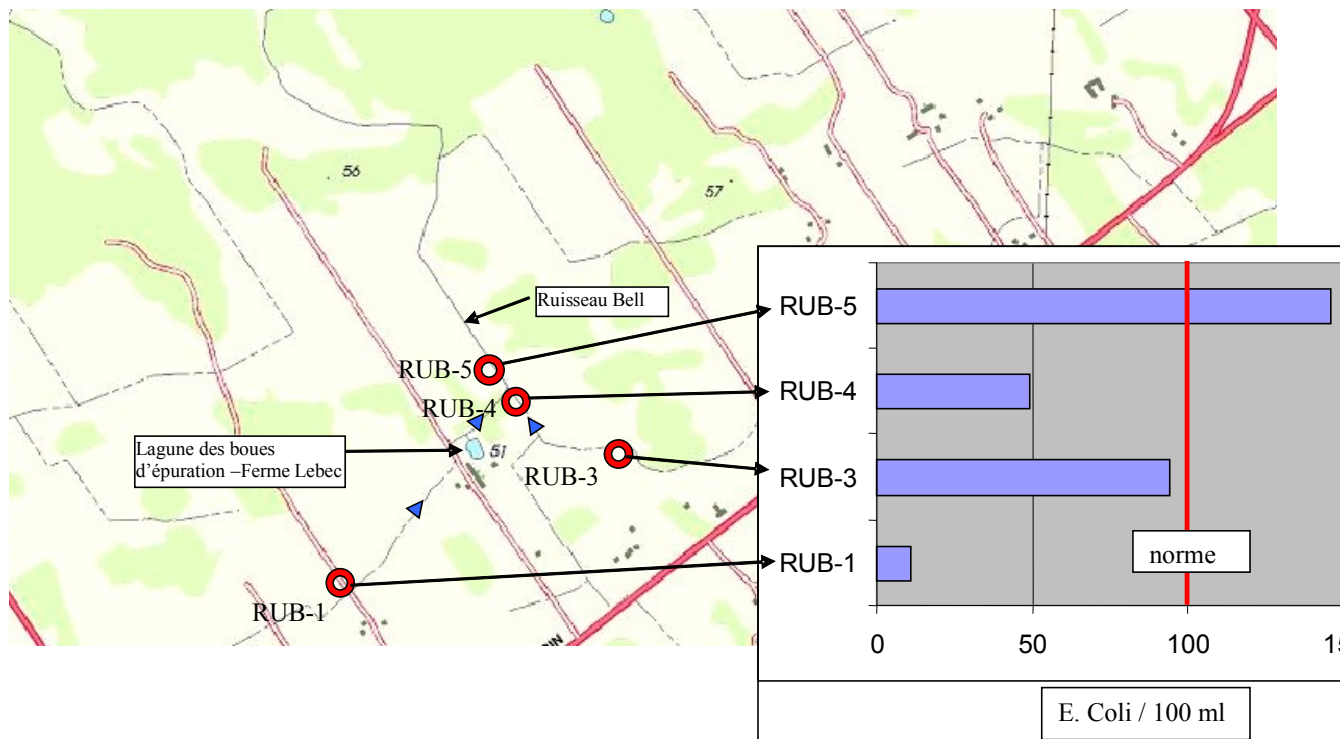 56
57
Ruisseau Bell
RUB-5
RUB-4
Lagune des boues
d'épuration –Ferme Lebec
51
RUB-3
RUB-1
RUB-5
RUB-4
RUB-3
RUB-1
norme
0 50 100
E. Coli / 100 ml